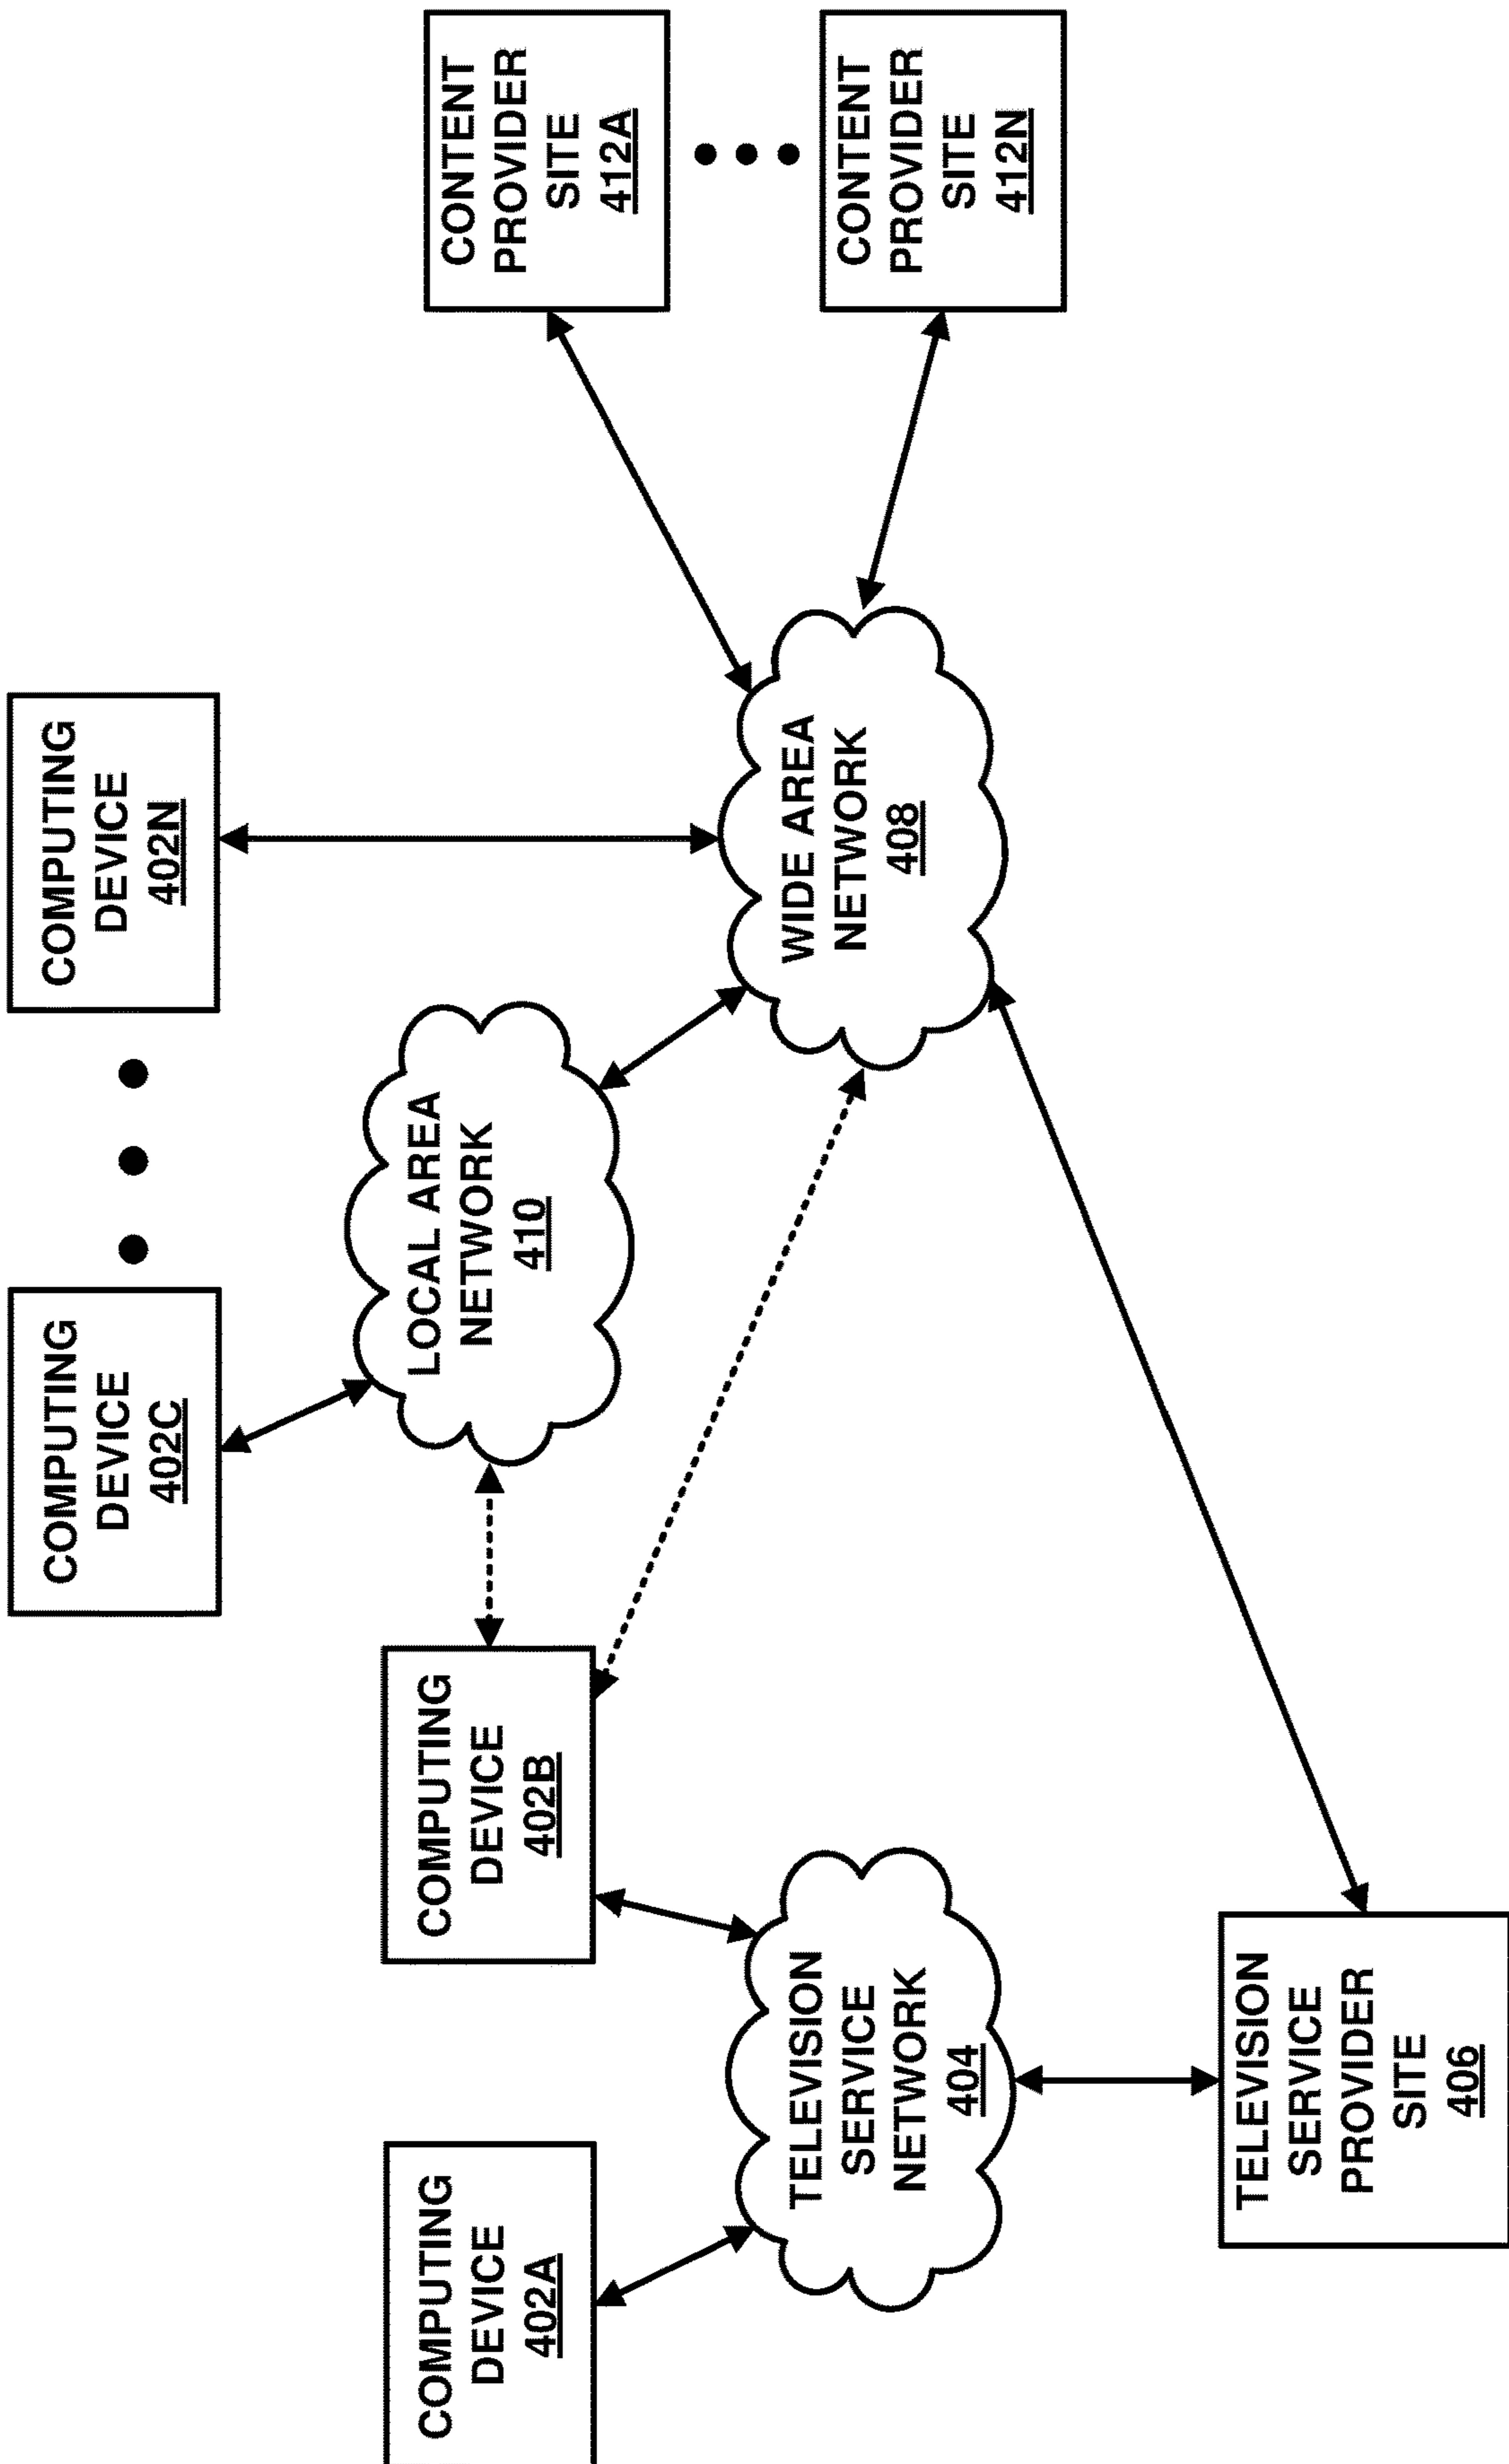 COMPUTING
DEVICE
402A
COMPUTING
DEVICE
402B
COMPUTING
DEVICE
402C
COMPUTING
DEVICE
402N
TELEVISION
SERVICE
NETWORK
404
LOCAL AREA
NETWORK
410
WIDE AREA
NETWORK
408
CONTENT
PROVIDER
SITE
412A
CONTENT
PROVIDER
SITE
412N
TELEVISION
SERVICE
PROVIDER
SITE
406